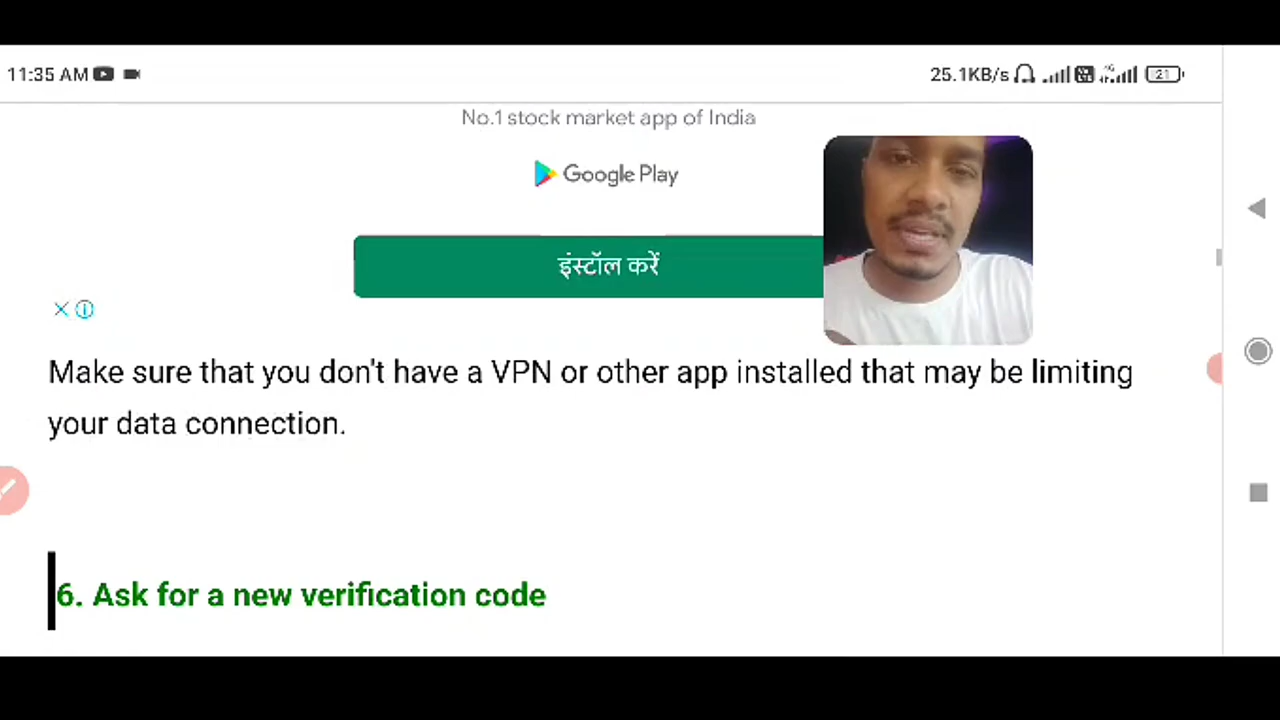 11:35 AM
25.1KB/s
21
No.1 stock market app of India
Google Play
इंस्टॉल करें
Make sure that you don't have a VPN or other app installed that may be limiting
your data connection.
6. Ask for a new verification code